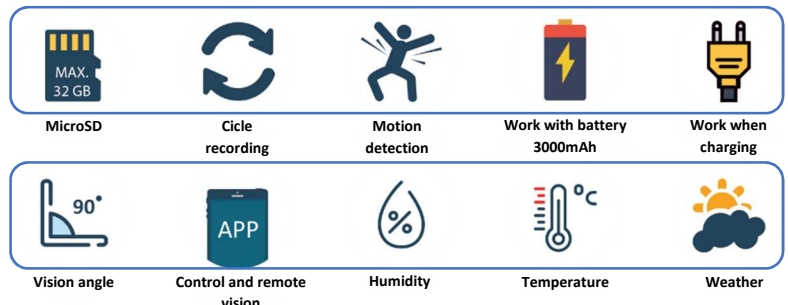 MAX.
32 GB
MicroSD
Cicle
recording
Motion
detection
Work with battery
3000mAh
Work when
charging
90°
APP
%
°C
Vision angle
Control and remote
vision
Humidity
Temperature
Weather